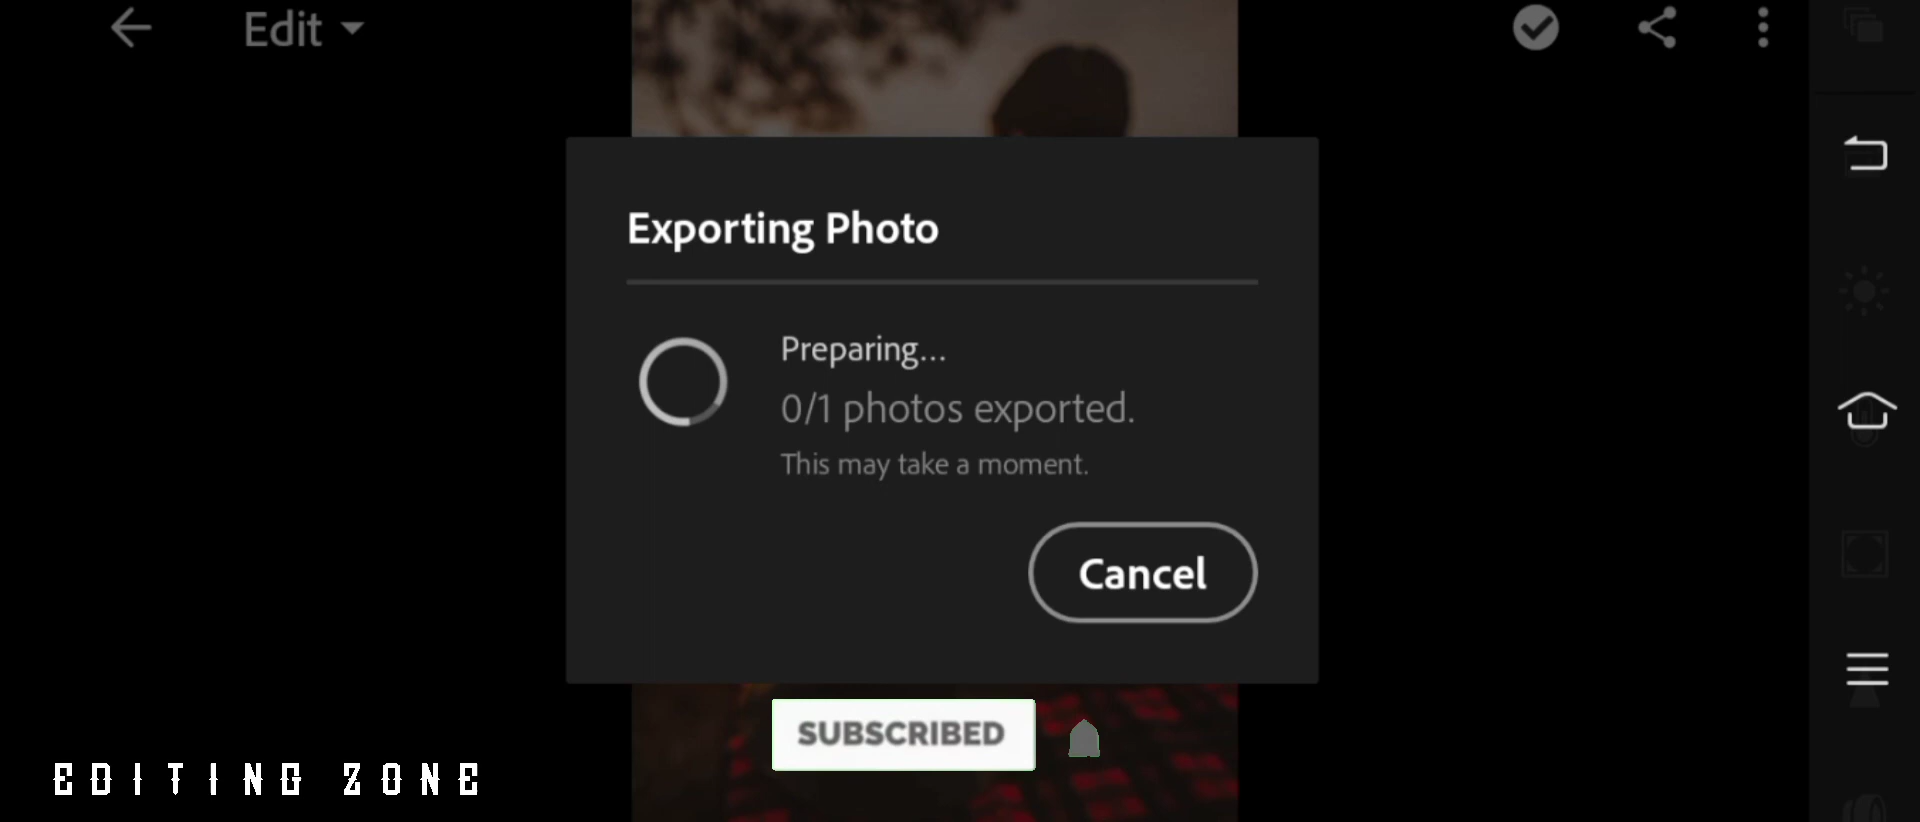 Edit
Exporting Photo
Preparing...
0/1 photos exported.
This may take a moment.
Cancel
SUBSCRIBED
EDITING ZONE